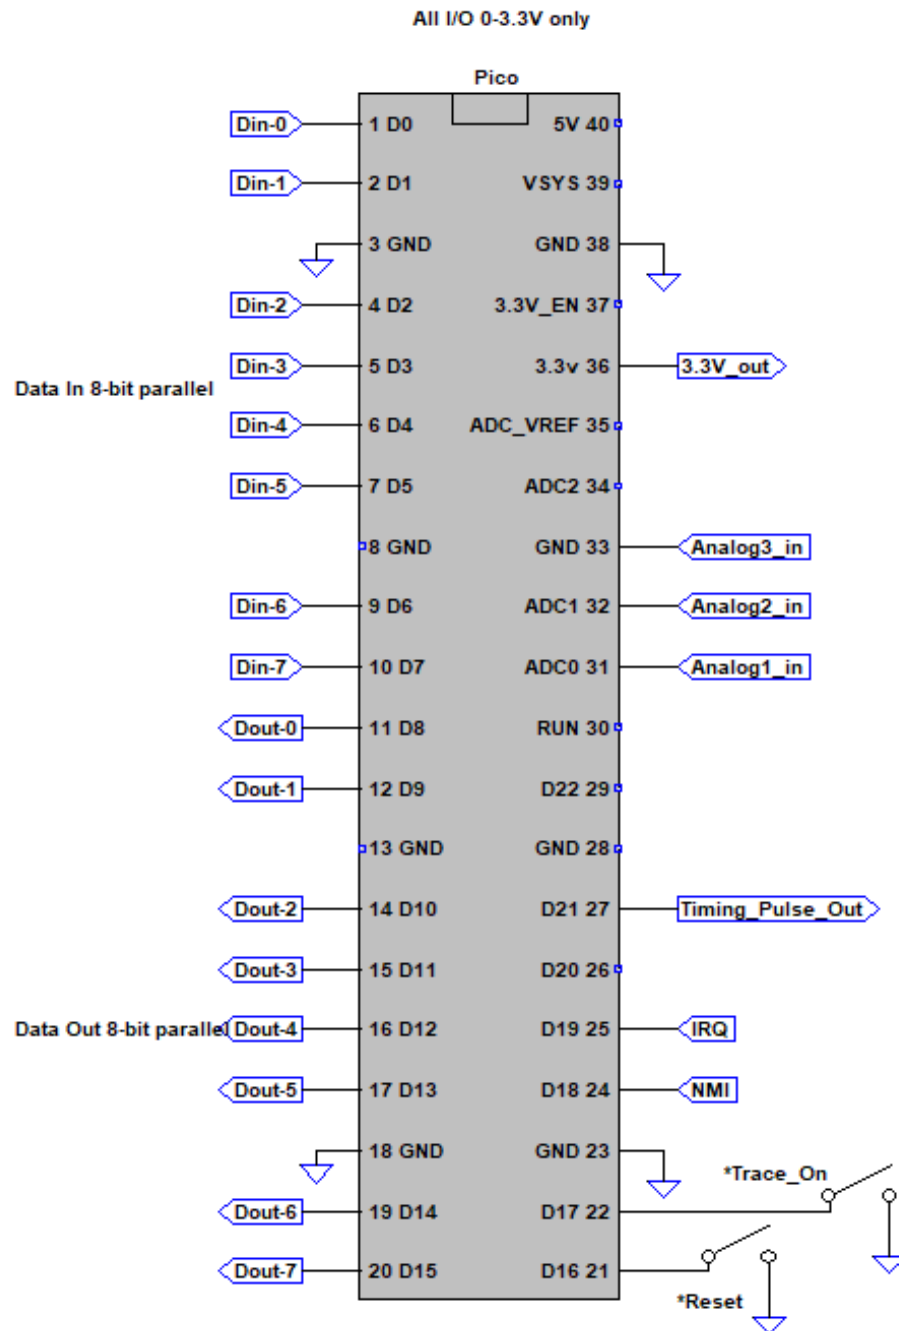 All I/O 0-3.3V only
Pico
Din-0 1 D0 5V 40
Din-1 2 D1 VSYS 39
3 GND GND 38
Din-2 4 D2 3.3V_EN 37
Din-3 5 D3 3.3v 36 3.3V_out
Data In 8-bit parallel
Din-4 6 D4 ADC_VREF 35
Din-5 7 D5 ADC2 34
8 GND GND 33 Analog3_in
Din-6 9 D6 ADC1 32 Analog2_in
Din-7 10 D7 ADC0 31 Analog1_in
Dout-0 11 D8 RUN 30
Dout-1 12 D9 D22 29
13 GND GND 28
Dout-2 14 D10 D21 27 Timing_Pulse_Out
Dout-3 15 D11 D20 26
Data Out 8-bit parallel Dout-4 16 D12 D19 25 IRQ
Dout-5 17 D13 D18 24 NMI
18 GND GND 23
*Trace_On
Dout-6 19 D14 D17 22
Dout-7 20 D15 D16 21
*Reset